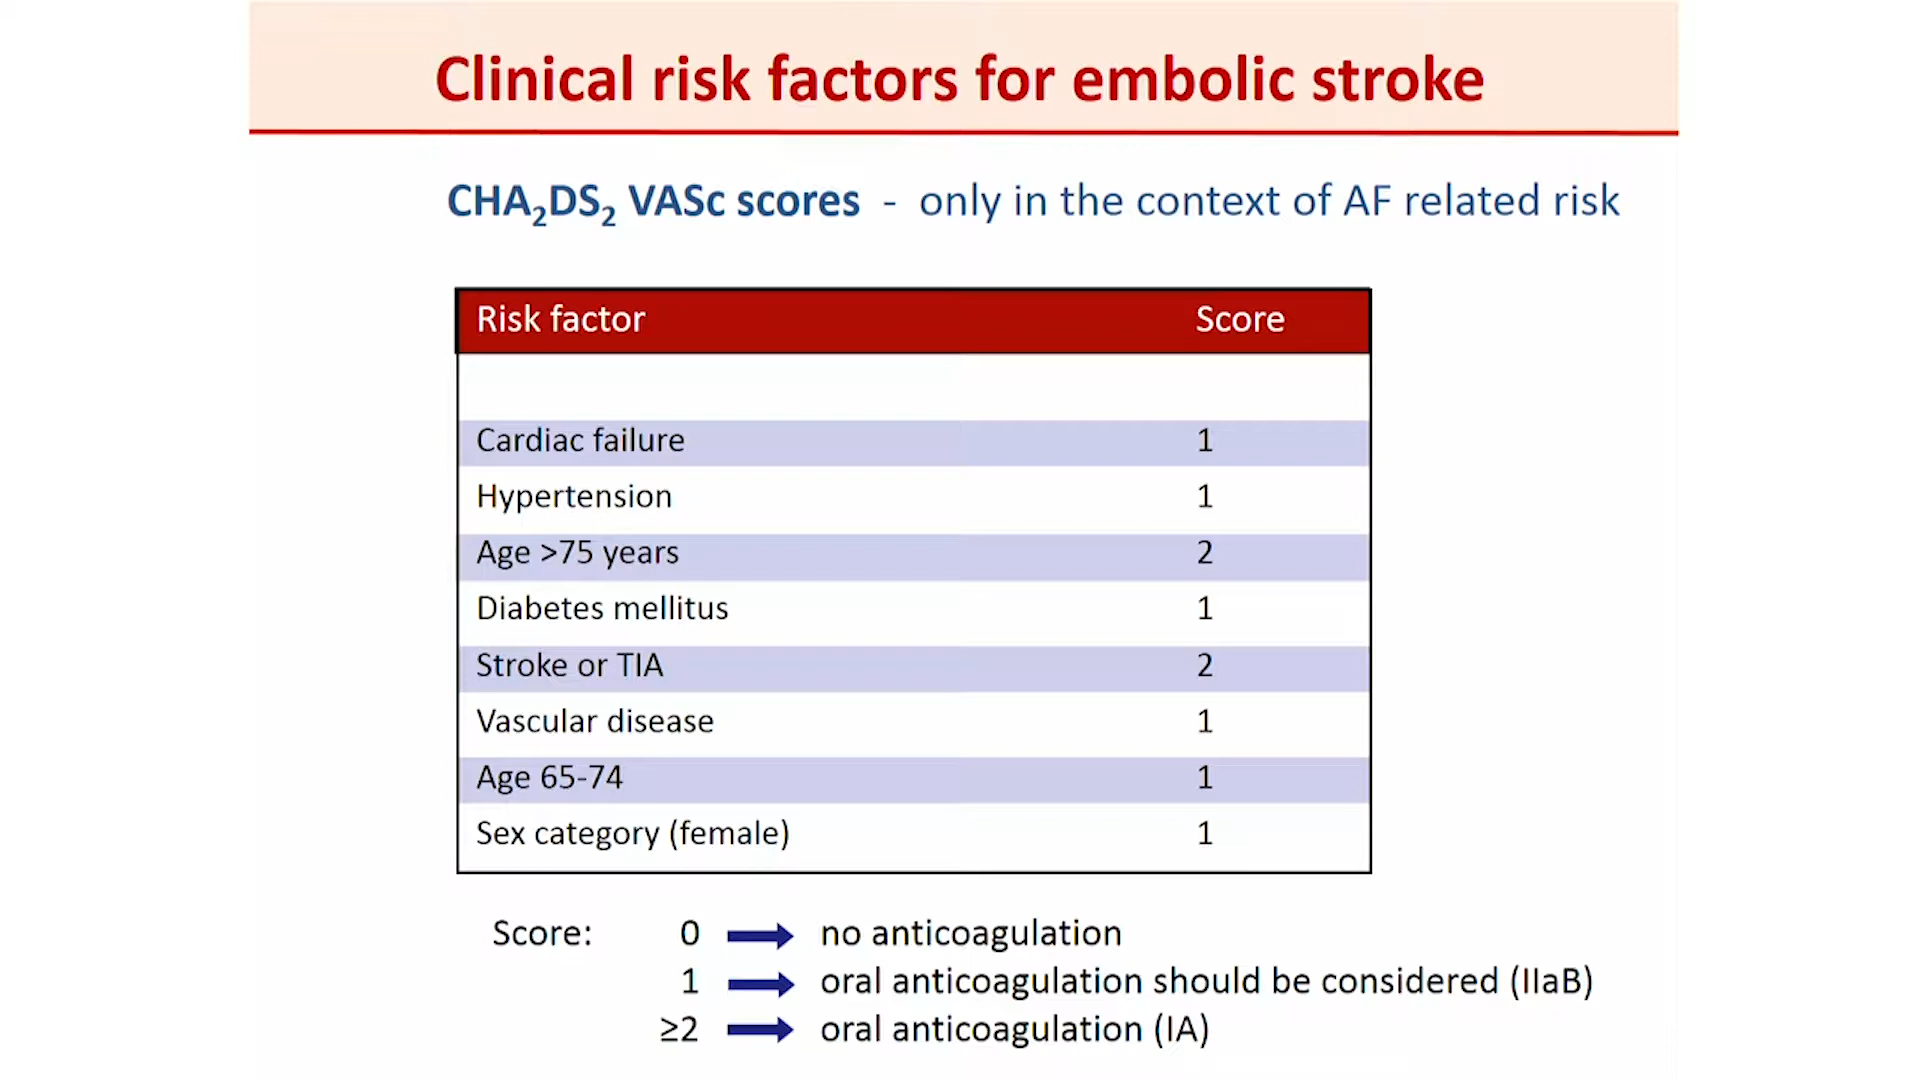 Clinical risk factors for embolic stroke
CHA₂DS₂ VASc scores - only in the context of AF related risk
Risk factor Score
Cardiac failure 1
Hypertension 1
Age >75 years 2
Diabetes mellitus 1
Stroke or TIA 2
Vascular disease 1
Age 65-74 1
Sex category (female) 1
Score: 0 → no anticoagulation
1 → oral anticoagulation should be considered (IIaB)
≥2 → oral anticoagulation (IA)